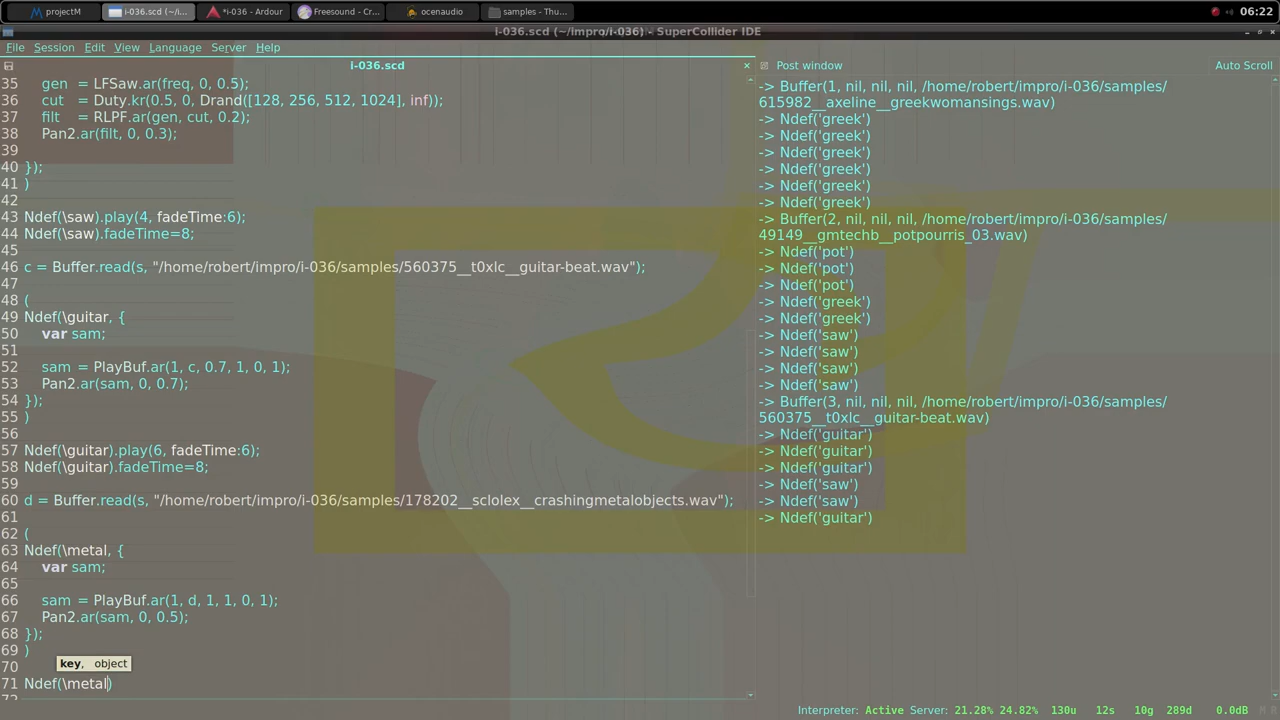 projectM
i-036.scd (~/i...
*i-036 - Ardour
Freesound - Cr...
ocenaudio
samples - Thu...
06:22
i-036.scd (~/impro/i-036) - SuperCollider IDE
File Session Edit View Language Server Help
i-036.scd
35 gen = LFSaw.ar(freq, 0, 0.5);
36 cut = Duty.kr(0.5, 0, Drand([128, 256, 512, 1024], inf));
37 filt = RLPF.ar(gen, cut, 0.2);
38 Pan2.ar(filt, 0, 0.3);
39
40 });
41 )
42
43 Ndef(\saw).play(4, fadeTime:6);
44 Ndef(\saw).fadeTime=8;
45
46 c = Buffer.read(s, "/home/robert/impro/i-036/samples/560375__t0xlc__guitar-beat.wav");
47
48 (
49 Ndef(\guitar, {
50 var sam;
51
52 sam = PlayBuf.ar(1, c, 0.7, 1, 0, 1);
53 Pan2.ar(sam, 0, 0.7);
54 });
55 )
56
57 Ndef(\guitar).play(6, fadeTime:6);
58 Ndef(\guitar).fadeTime=8;
59
60 d = Buffer.read(s, "/home/robert/impro/i-036/samples/178202__sclolex__crashingmetalobjects.wav");
61
62 (
63 Ndef(\metal, {
64 var sam;
65
66 sam = PlayBuf.ar(1, d, 1, 1, 0, 1);
67 Pan2.ar(sam, 0, 0.5);
68 });
69 )
key, object
70
71 Ndef(\metal)
72
Post window
Auto Scroll
-> Buffer(1, nil, nil, nil, /home/robert/impro/i-036/samples/
615982__axeline__greekwomansings.wav)
-> Ndef('greek')
-> Ndef('greek')
-> Ndef('greek')
-> Ndef('greek')
-> Ndef('greek')
-> Ndef('greek')
-> Buffer(2, nil, nil, nil, /home/robert/impro/i-036/samples/
49149__gmtechb__potpourris_03.wav)
-> Ndef('pot')
-> Ndef('pot')
-> Ndef('pot')
-> Ndef('greek')
-> Ndef('greek')
-> Ndef('saw')
-> Ndef('saw')
-> Ndef('saw')
-> Ndef('saw')
-> Buffer(3, nil, nil, nil, /home/robert/impro/i-036/samples/
560375__t0xlc__guitar-beat.wav)
-> Ndef('guitar')
-> Ndef('guitar')
-> Ndef('guitar')
-> Ndef('saw')
-> Ndef('saw')
-> Ndef('guitar')
Interpreter: Active Server: 21.28% 24.82% 130u 12s 10g 289d 0.0dB M R